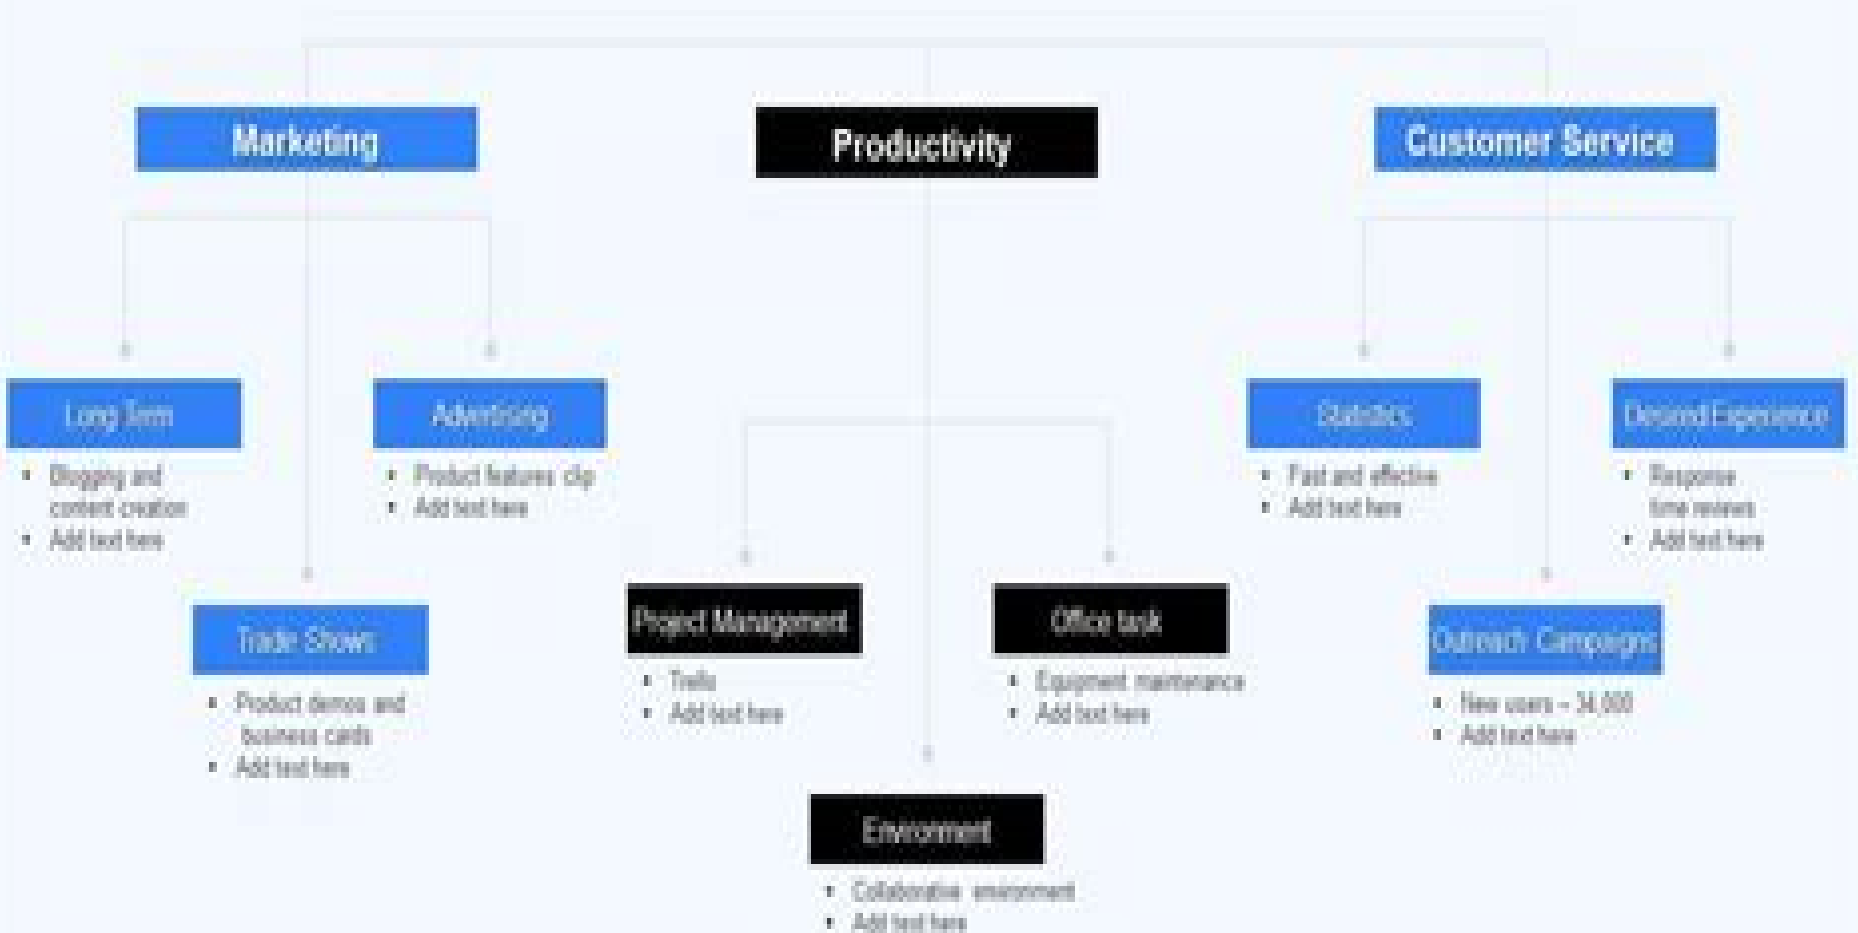 Marketing
Productivity
Customer Service
Long Term
• Blogging and
content creation
• Add text here
Advertising
• Product features clip
• Add text here
Trade Shows
• Product demos and
business cards
• Add text here
Project Management
• Trello
• Add text here
Office task
• Equipment maintenance
• Add text here
Environment
• Collaborative environment
• Add text here
Statistics
• Fast and effective
• Add text here
Desired Experience
• Response
time reviews
• Add text here
Outreach Campaigns
• New users – 34,000
• Add text here